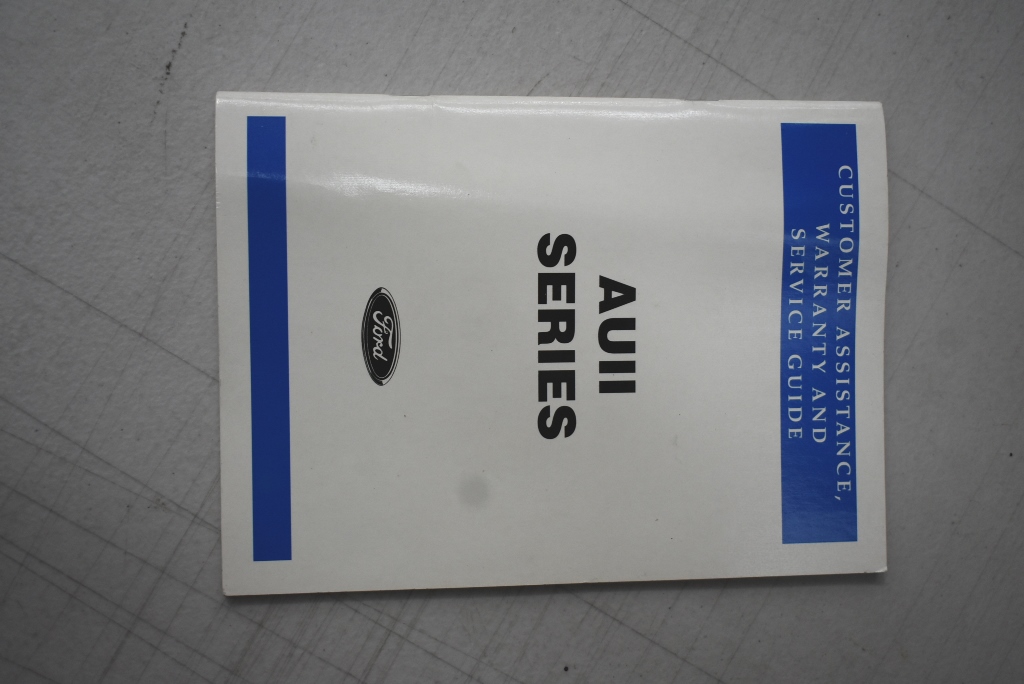 CUSTOMER ASSISTANCE,
WARRANTY AND
SERVICE GUIDE
AUII
SERIES
Ford